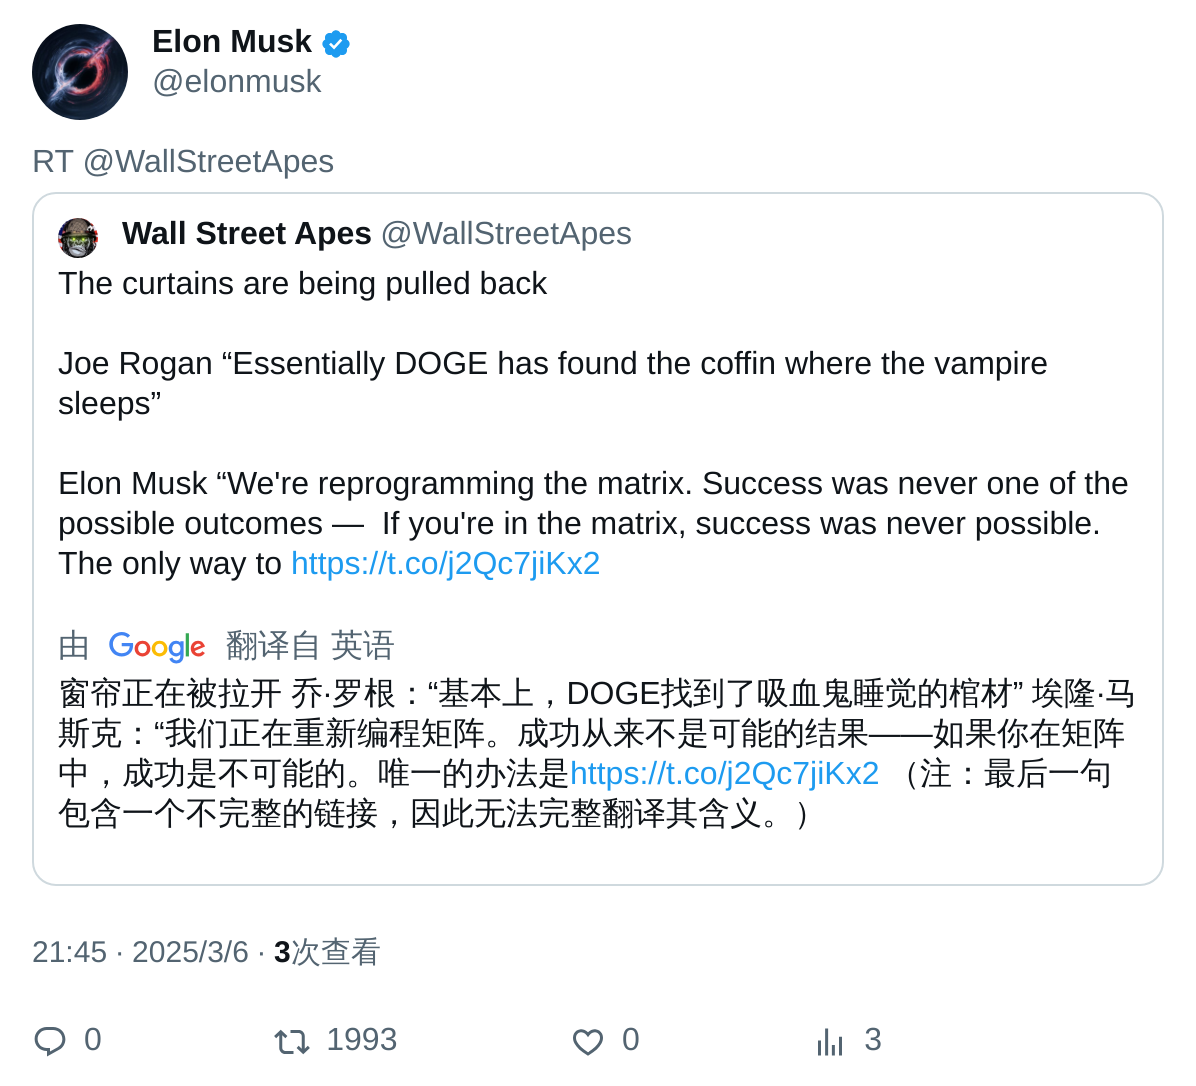 Elon Musk
@elonmusk
RT @WallStreetApes
Wall Street Apes @WallStreetApes
The curtains are being pulled back
Joe Rogan “Essentially DOGE has found the coffin where the vampire
sleeps”
Elon Musk “We're reprogramming the matrix. Success was never one of the
possible outcomes —  If you're in the matrix, success was never possible.
The only way to https://t.co/j2Qc7jiKx2
由 Google 翻译自 英语
窗帘正在被拉开 乔·罗根：“基本上，DOGE找到了吸血鬼睡觉的棺材” 埃隆·马
斯克：“我们正在重新编程矩阵。成功从来不是可能的结果——如果你在矩阵
中，成功是不可能的。唯一的办法是https://t.co/j2Qc7jiKx2 （注：最后一句
包含一个不完整的链接，因此无法完整翻译其含义。）
21:45 · 2025/3/6 · 3次查看
0 1993 0 3